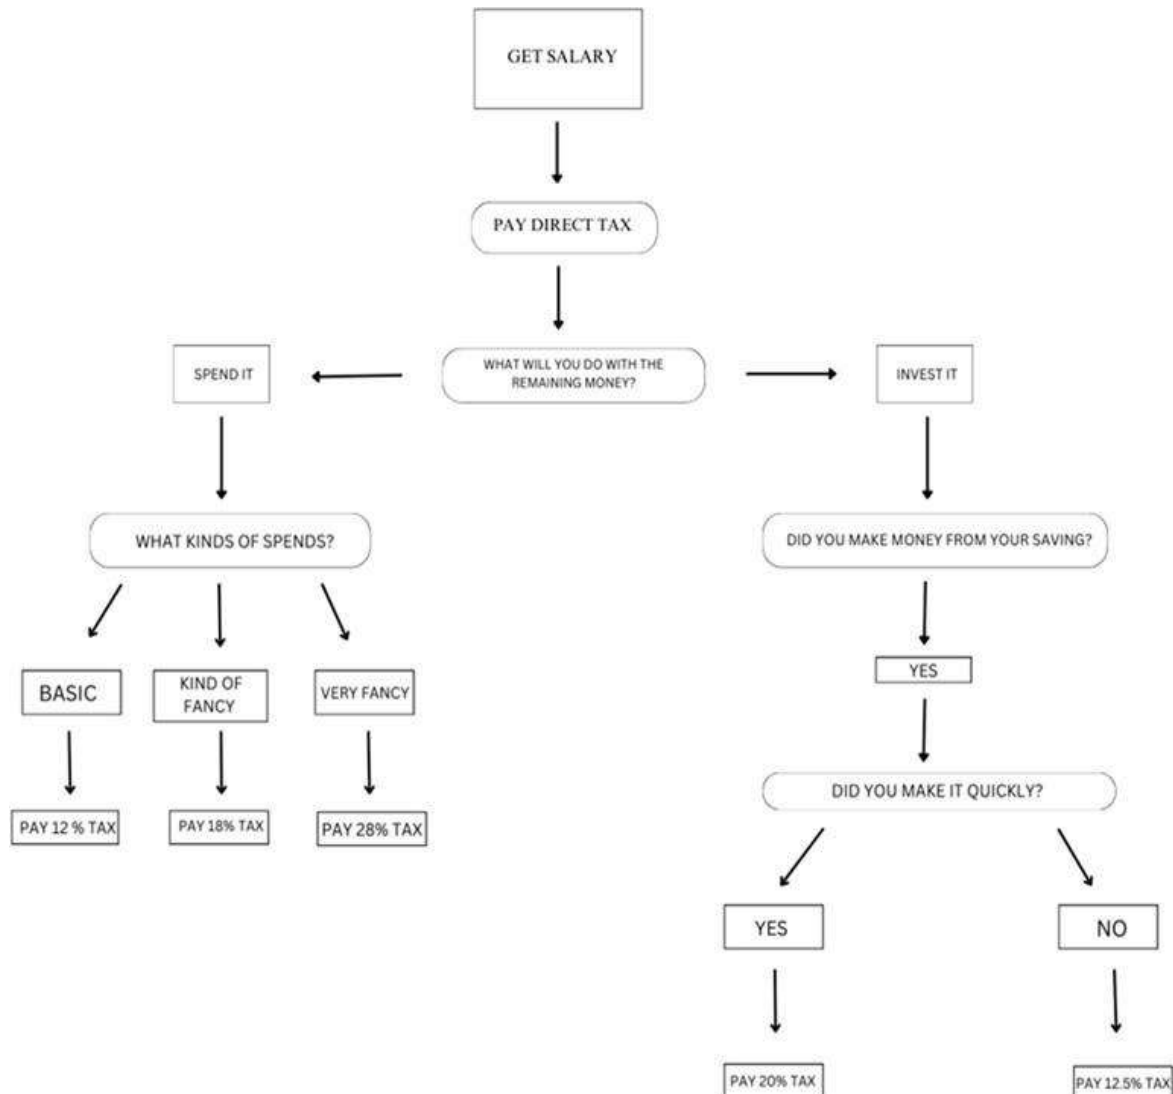 GET SALARY
PAY DIRECT TAX
WHAT WILL YOU DO WITH THE
REMAINING MONEY?
SPEND IT
INVEST IT
WHAT KINDS OF SPENDS?
DID YOU MAKE MONEY FROM YOUR SAVING?
BASIC
KIND OF
FANCY
VERY FANCY
YES
PAY 12 % TAX
PAY 18% TAX
PAY 28% TAX
DID YOU MAKE IT QUICKLY?
YES
NO
PAY 20% TAX
PAY 12.5% TAX